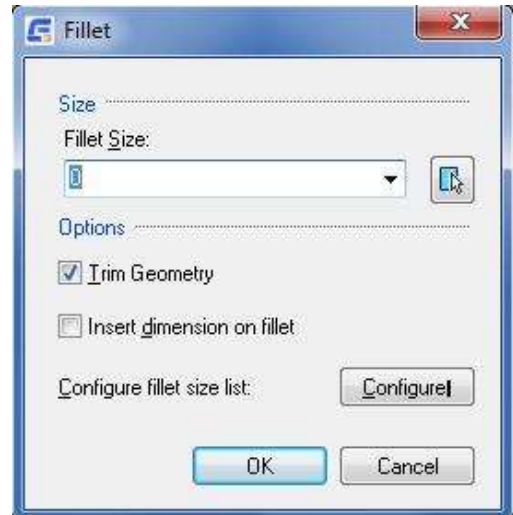 Fillet
Size
Fillet Size:
0
Options
Trim Geometry
Insert dimension on fillet
Configure fillet size list:
Configure
OK
Cancel